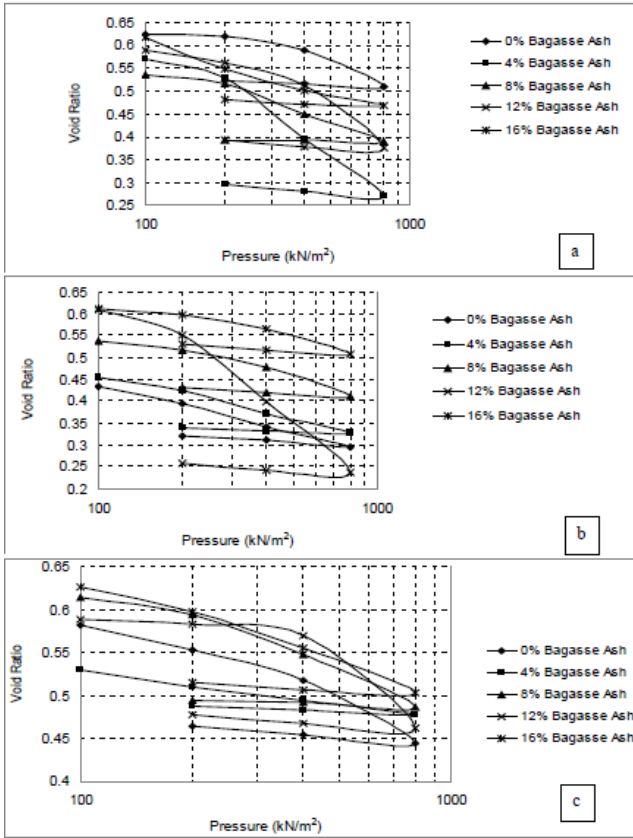 0.65
0.6
0.55
0.5
0.45
0.4
0.35
0.3
0.25
Void Ratio
100
1000
Pressure (kN/m²)
0% Bagasse Ash
4% Bagasse Ash
8% Bagasse Ash
12% Bagasse Ash
16% Bagasse Ash
a
0.65
0.6
0.55
0.5
0.45
0.4
0.35
0.3
0.25
0.2
Void Ratio
100
1000
Pressure (kN/m²)
0% Bagasse Ash
4% Bagasse Ash
8% Bagasse Ash
12% Bagasse Ash
16% Bagasse Ash
b
0.65
0.6
0.55
0.5
0.45
0.4
Void Ratio
100
1000
Pressure (kN/m²)
0% Bagasse Ash
4% Bagasse Ash
8% Bagasse Ash
12% Bagasse Ash
16% Bagasse Ash
c